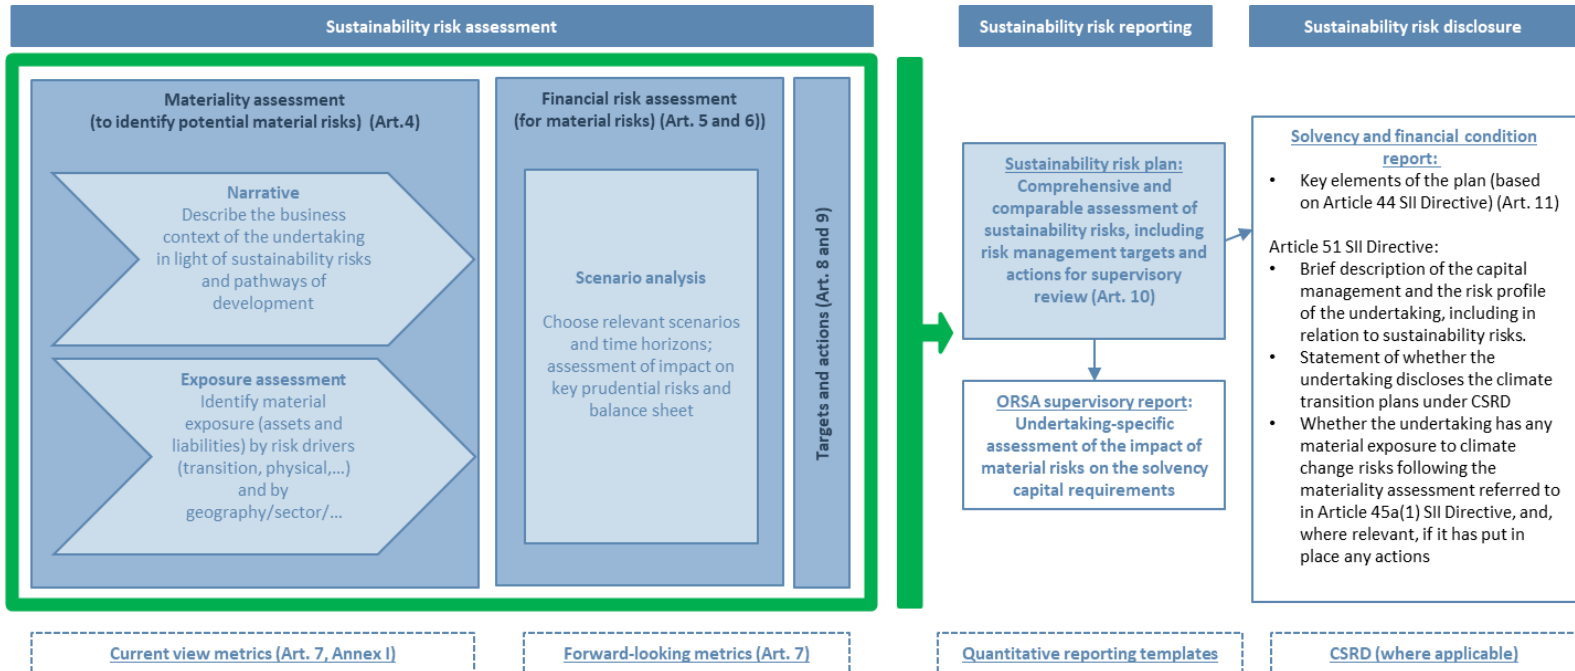 Sustainability risk assessment
Materiality assessment
(to identify potential material risks) (Art.4)
Narrative
Describe the business
context of the undertaking
in light of sustainability risks
and pathways of
development
Exposure assessment
Identify material
exposure (assets and
liabilities) by risk drivers
(transition, physical,...)
and by
geography/sector/...
Financial risk assessment
(for material risks) (Art. 5 and 6))
Scenario analysis
Choose relevant scenarios
and time horizons;
assessment of impact on
key prudential risks and
balance sheet
Targets and actions (Art. 8 and 9)
Current view metrics (Art. 7, Annex I)
Forward-looking metrics (Art. 7)
Sustainability risk reporting
Sustainability risk plan:
Comprehensive and
comparable assessment of
sustainability risks, including
risk management targets and
actions for supervisory
review (Art. 10)
ORSA supervisory report:
Undertaking-specific
assessment of the impact of
material risks on the solvency
capital requirements
Quantitative reporting templates
Sustainability risk disclosure
Solvency and financial condition
report:
• Key elements of the plan (based
on Article 44 SII Directive) (Art. 11)
Article 51 SII Directive:
• Brief description of the capital
management and the risk profile
of the undertaking, including in
relation to sustainability risks.
• Statement of whether the
undertaking discloses the climate
transition plans under CSRD
• Whether the undertaking has any
material exposure to climate
change risks following the
materiality assessment referred to
in Article 45a(1) SII Directive, and,
where relevant, if it has put in
place any actions
CSRD (where applicable)